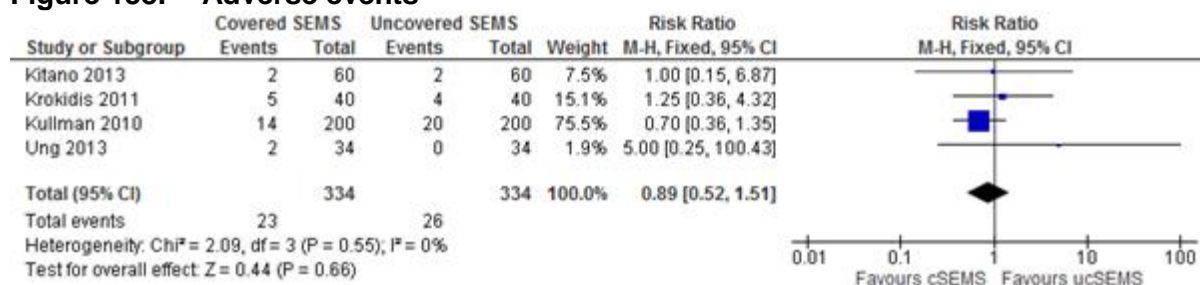 Adverse events
Covered SEMS Uncovered SEMS Risk Ratio Risk Ratio
Study or Subgroup Events Total Events Total Weight M-H, Fixed, 95% CI M-H, Fixed, 95% CI
Kitano 2013 2 60 2 60 7.5% 1.00 [0.15, 6.87]
Krokidis 2011 5 40 4 40 15.1% 1.25 [0.36, 4.32]
Kullman 2010 14 200 20 200 75.5% 0.70 [0.36, 1.35]
Ung 2013 2 34 0 34 1.9% 5.00 [0.25, 100.43]
Total (95% CI) 334 334 100.0% 0.89 [0.52, 1.51]
Total events 23 26
Heterogeneity: Chi² = 2.09, df = 3 (P = 0.55); I² = 0%
Test for overall effect: Z = 0.44 (P = 0.66)
0.01 0.1 1 10 100
Favours cSEMS Favours ucSEMS